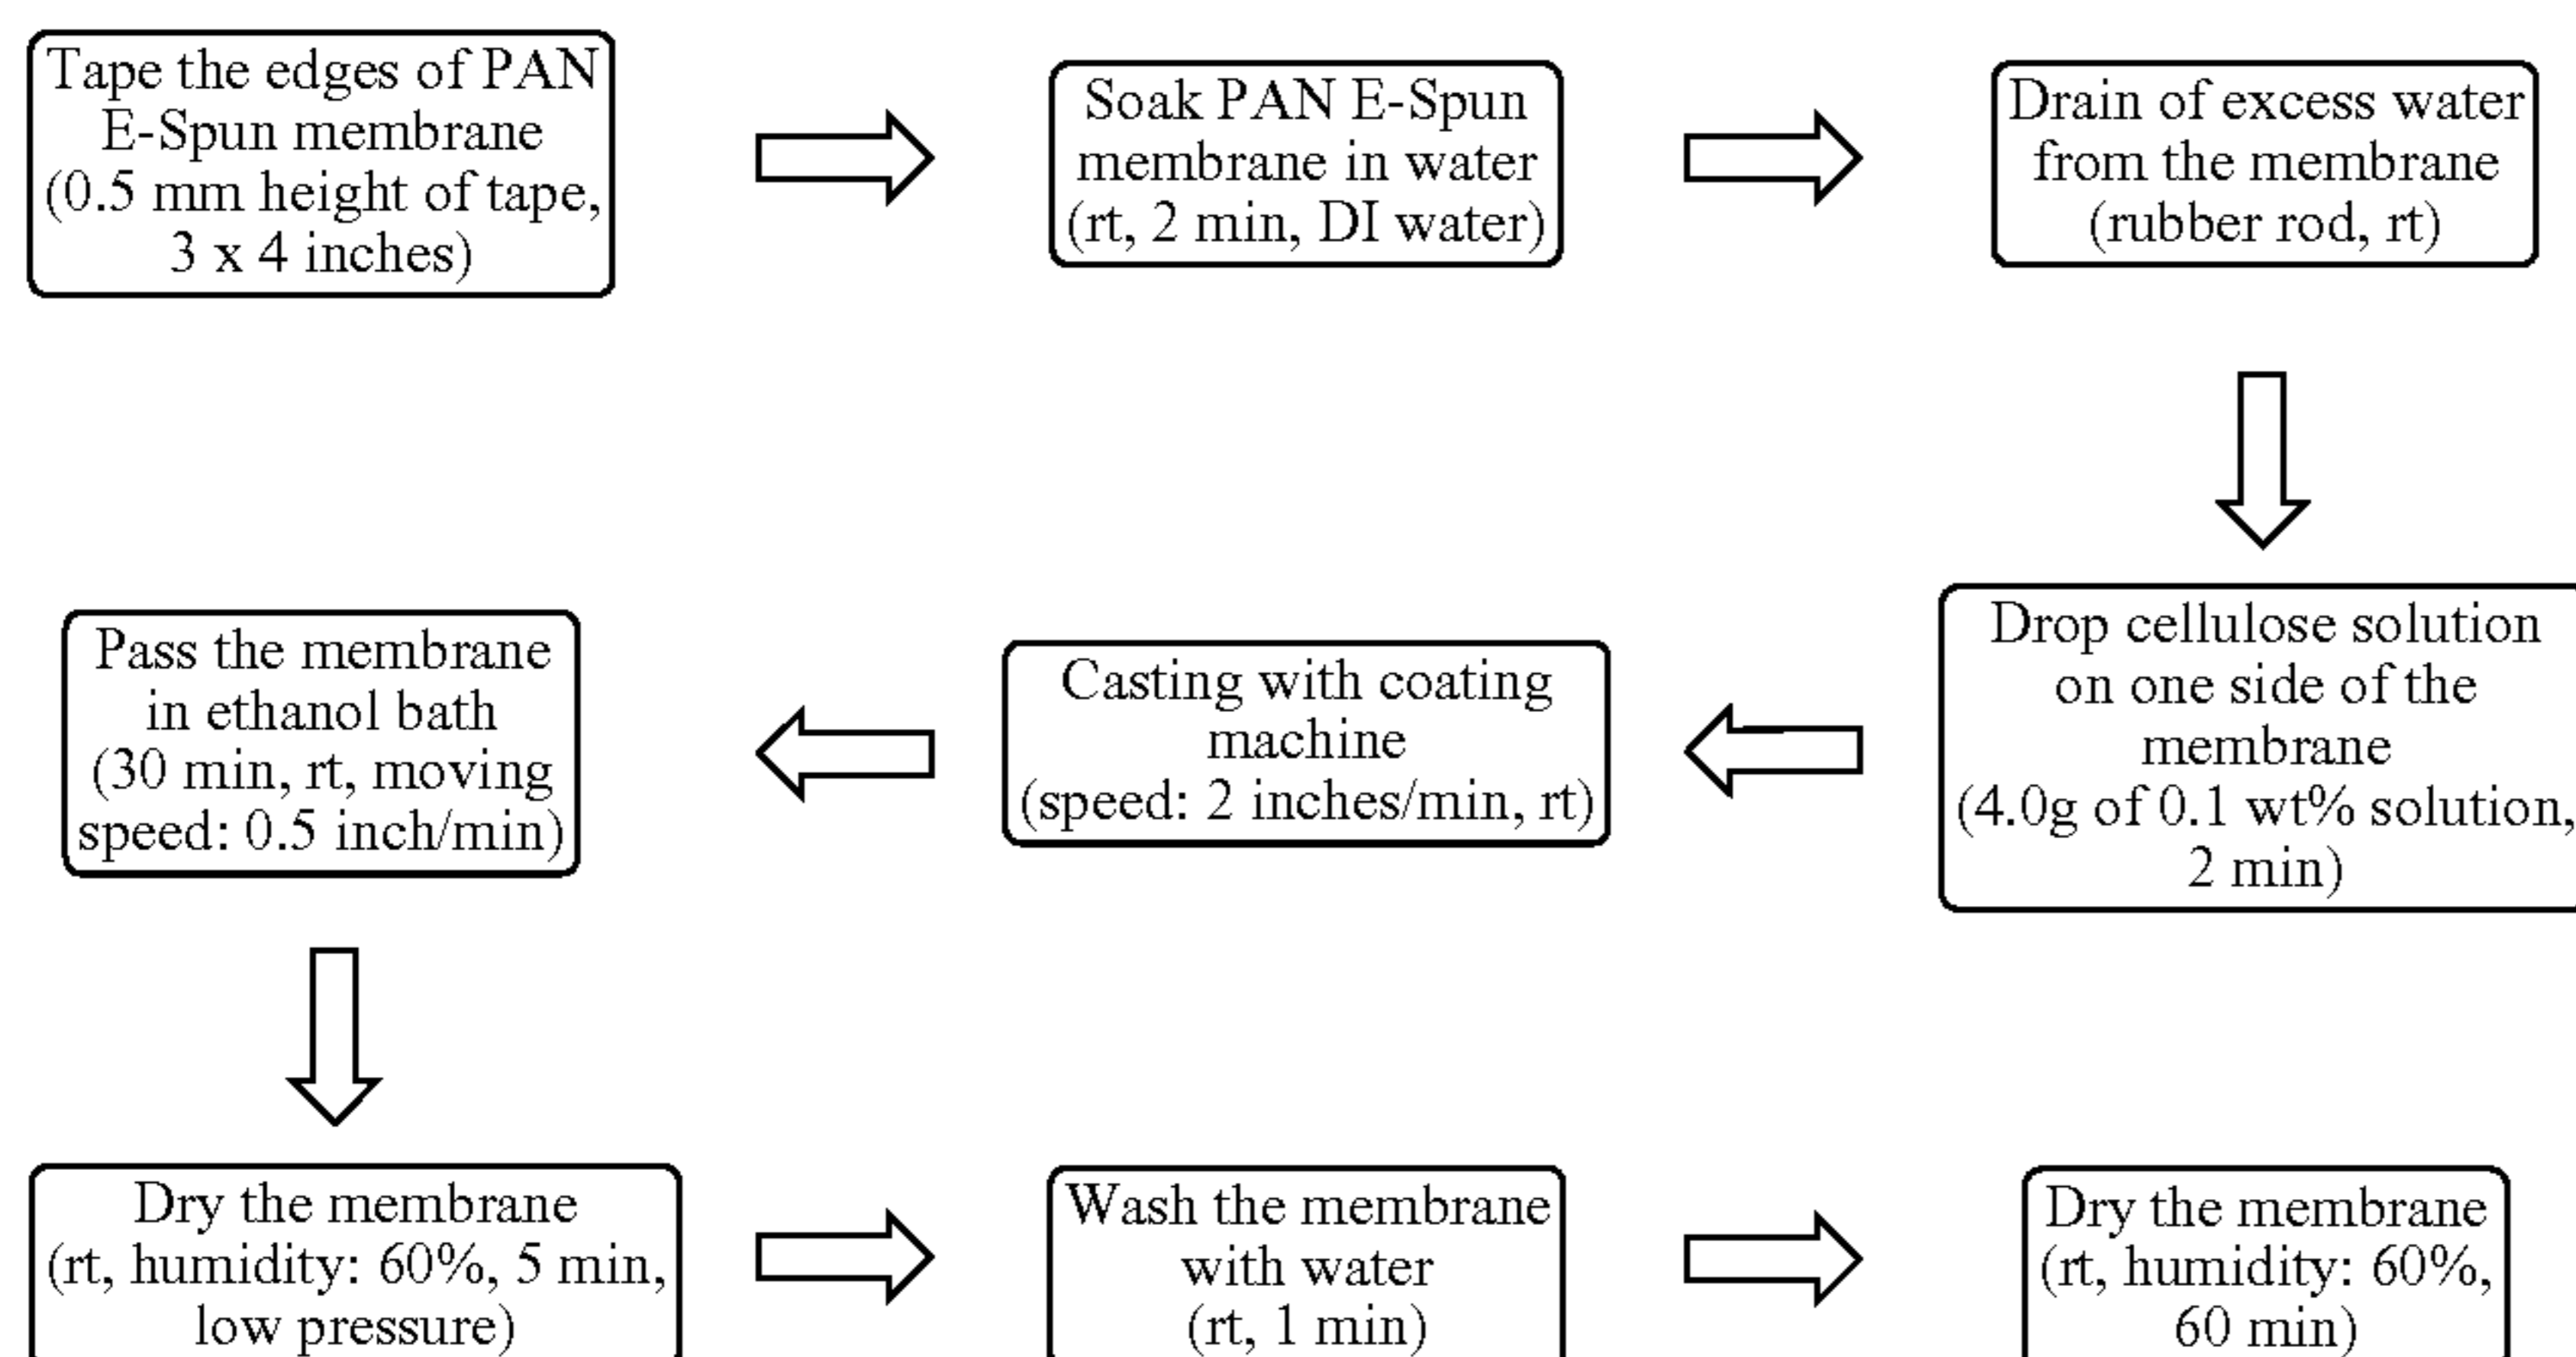 Tape the edges of PAN
E-Spun membrane
(0.5 mm height of tape,
3 x 4 inches)
Soak PAN E-Spun
membrane in water
(rt, 2 min, DI water)
Drain of excess water
from the membrane
(rubber rod, rt)
Drop cellulose solution
on one side of the
membrane
(4.0g of 0.1 wt% solution,
2 min)
Casting with coating
machine
(speed: 2 inches/min, rt)
Pass the membrane
in ethanol bath
(30 min, rt, moving
speed: 0.5 inch/min)
Dry the membrane
(rt, humidity: 60%, 5 min,
low pressure)
Wash the membrane
with water
(rt, 1 min)
Dry the membrane
(rt, humidity: 60%,
60 min)